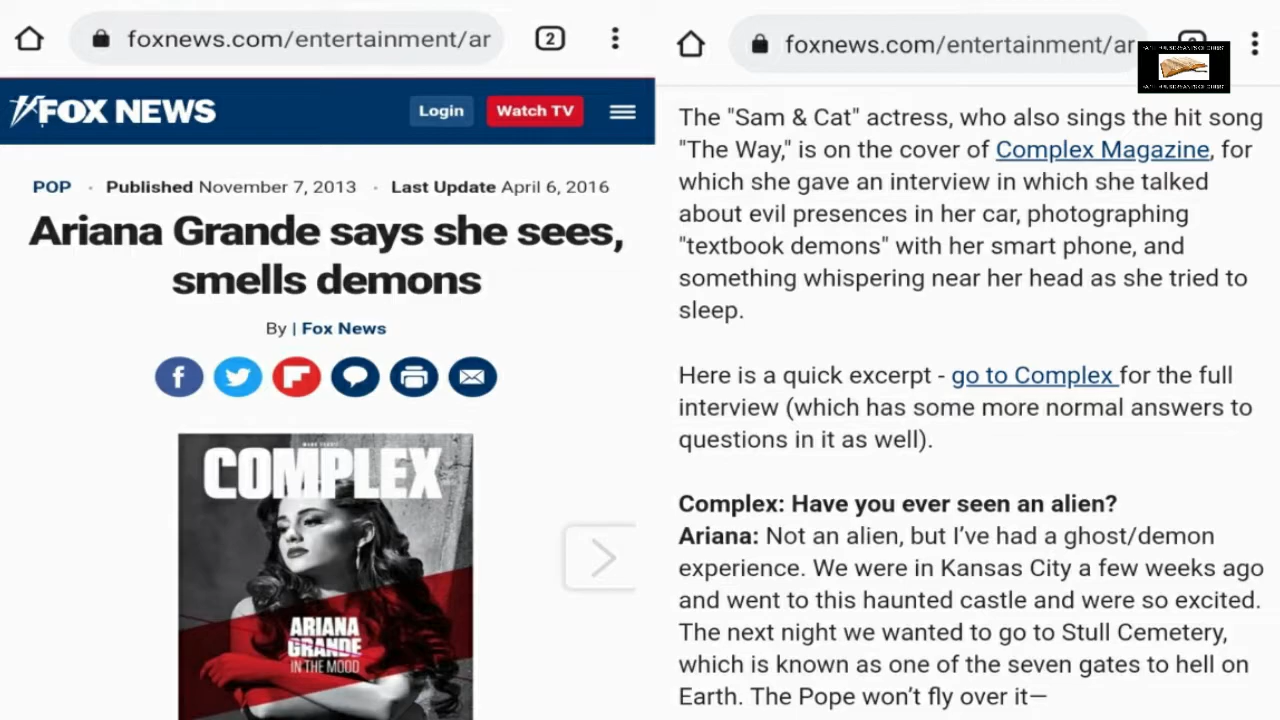 foxnews.com/entertainment/ar
2
FOX NEWS
Login
Watch TV
POP · Published November 7, 2013 · Last Update April 6, 2016
Ariana Grande says she sees,
smells demons
By | Fox News
COMPLEX
ARIANA
GRANDE
IN THE MOOD
foxnews.com/entertainment/ar
The "Sam & Cat" actress, who also sings the hit song
"The Way," is on the cover of Complex Magazine, for
which she gave an interview in which she talked
about evil presences in her car, photographing
"textbook demons" with her smart phone, and
something whispering near her head as she tried to
sleep.
Here is a quick excerpt - go to Complex for the full
interview (which has some more normal answers to
questions in it as well).
Complex: Have you ever seen an alien?
Ariana: Not an alien, but I’ve had a ghost/demon
experience. We were in Kansas City a few weeks ago
and went to this haunted castle and were so excited.
The next night we wanted to go to Stull Cemetery,
which is known as one of the seven gates to hell on
Earth. The Pope won’t fly over it—